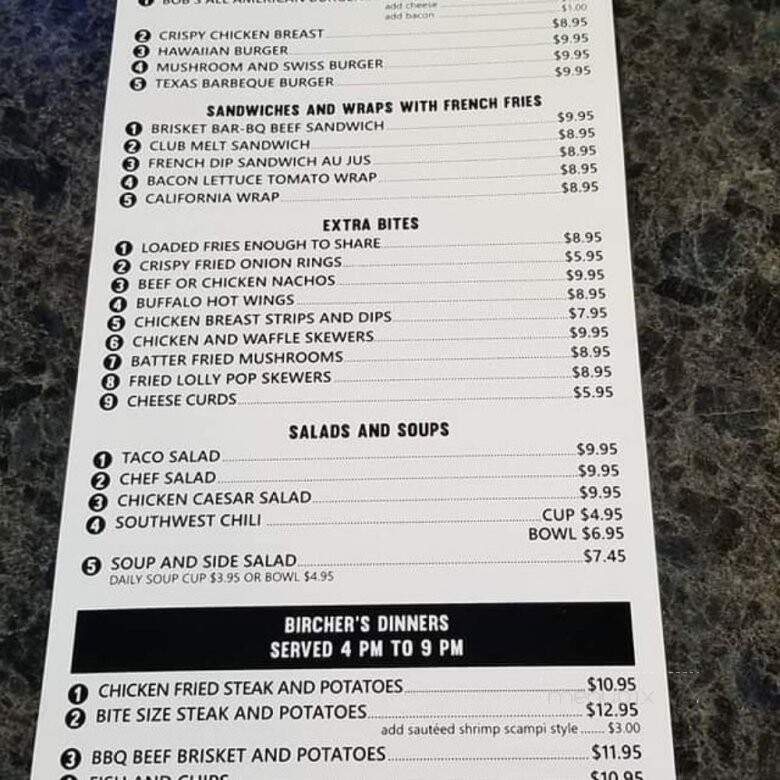 1 BOB'S ALL AMERICAN
add cheese
add bacon $1.00
2 CRISPY CHICKEN BREAST $8.95
3 HAWAIIAN BURGER $9.95
4 MUSHROOM AND SWISS BURGER $9.95
5 TEXAS BARBEQUE BURGER $9.95
SANDWICHES AND WRAPS WITH FRENCH FRIES
1 BRISKET BAR-BQ BEEF SANDWICH $9.95
2 CLUB MELT SANDWICH $8.95
3 FRENCH DIP SANDWICH AU JUS $8.95
4 BACON LETTUCE TOMATO WRAP $8.95
5 CALIFORNIA WRAP $8.95
EXTRA BITES
1 LOADED FRIES ENOUGH TO SHARE $8.95
2 CRISPY FRIED ONION RINGS $5.95
3 BEEF OR CHICKEN NACHOS $9.95
4 BUFFALO HOT WINGS $8.95
5 CHICKEN BREAST STRIPS AND DIPS $7.95
6 CHICKEN AND WAFFLE SKEWERS $9.95
7 BATTER FRIED MUSHROOMS $8.95
8 FRIED LOLLY POP SKEWERS $8.95
9 CHEESE CURDS $5.95
SALADS AND SOUPS
1 TACO SALAD $9.95
2 CHEF SALAD $9.95
3 CHICKEN CAESAR SALAD $9.95
4 SOUTHWEST CHILI CUP $4.95
BOWL $6.95
5 SOUP AND SIDE SALAD $7.45
DAILY SOUP CUP $3.95 OR BOWL $4.95
BIRCHER'S DINNERS
SERVED 4 PM TO 9 PM
1 CHICKEN FRIED STEAK AND POTATOES $10.95
2 BITE SIZE STEAK AND POTATOES $12.95
add sautéed shrimp scampi style $3.00
3 BBQ BEEF BRISKET AND POTATOES $11.95
FISH AND CHIPS $10.95